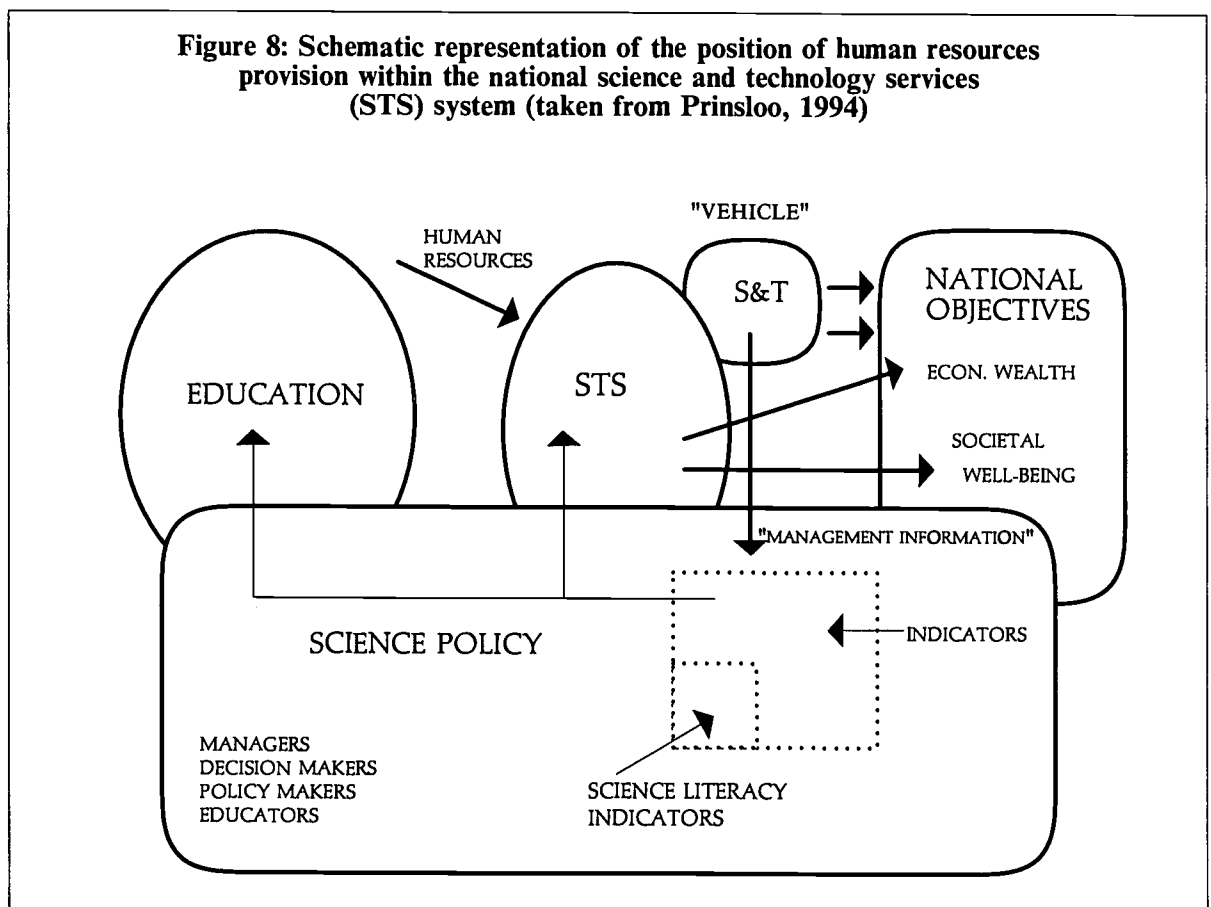 Figure 8: Schematic representation of the position of human resources
provision within the national science and technology services
(STS) system (taken from Prinsloo, 1994)
"VEHICLE"
HUMAN
RESOURCES
S&T
NATIONAL
OBJECTIVES
EDUCATION
STS
ECON. WEALTH
SOCIETAL
WELL-BEING
"MANAGEMENT INFORMATION"
SCIENCE POLICY
INDICATORS
MANAGERS
DECISION MAKERS
POLICY MAKERS
EDUCATORS
SCIENCE LITERACY
INDICATORS